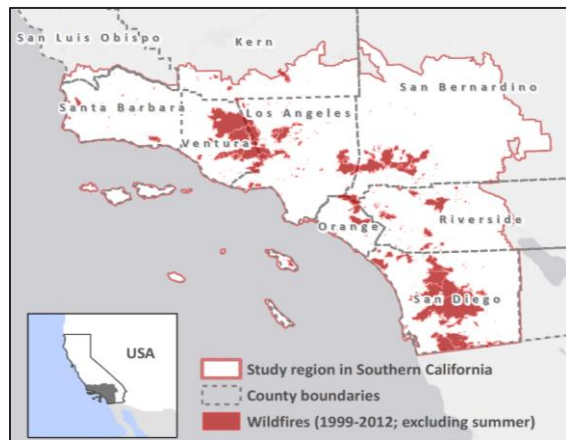 San Luis Obispo
Kern
San Bernardino
Santa Barbara
Los Angeles
Ventura
Riverside
Orange
San Diego
USA
Study region in Southern California
County boundaries
Wildfires (1999-2012; excluding summer)